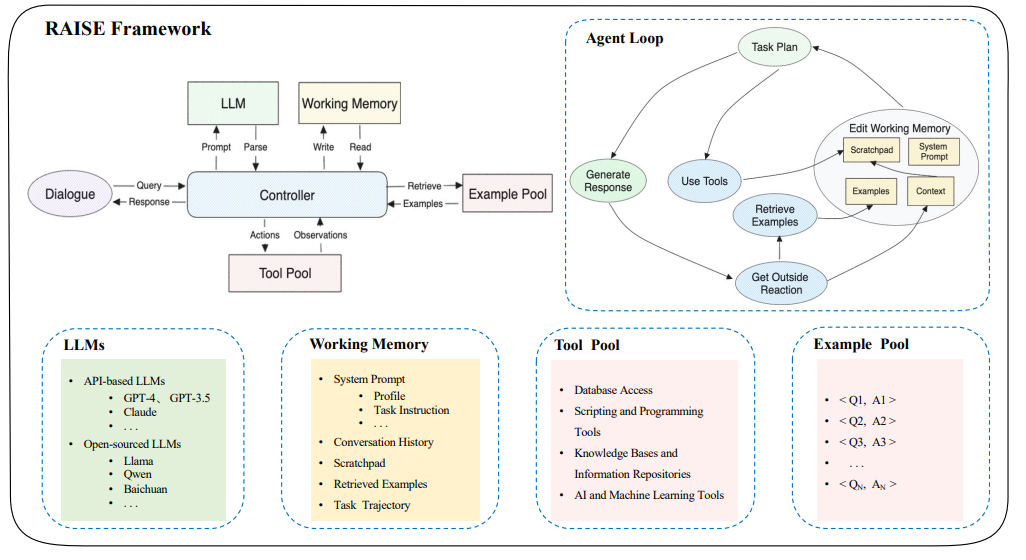 RAISE Framework
LLM
Working Memory
Prompt
Parse
Write
Read
Dialogue
Query
Response
Controller
Retrieve
Examples
Example Pool
Actions
Observations
Tool Pool
Agent Loop
Task Plan
Edit Working Memory
Scratchpad
System
Prompt
Generate
Response
Use Tools
Examples
Context
Retrieve
Examples
Get Outside
Reaction
LLMs
• API-based LLMs
• GPT-4、 GPT-3.5
• Claude
• . . .
• Open-sourced LLMs
• Llama
• Qwen
• Baichuan
• . . .
Working Memory
• System Prompt
• Profile
• Task Instruction
• . . .
• Conversation History
• Scratchpad
• Retrieved Examples
• Task Trajectory
Tool Pool
• Database Access
• Scripting and Programming
Tools
• Knowledge Bases and
Information Repositories
• AI and Machine Learning Tools
Example Pool
• < Q1, A1 >
• < Q2, A2 >
• < Q3, A3 >
• . . .
• < QN, AN >